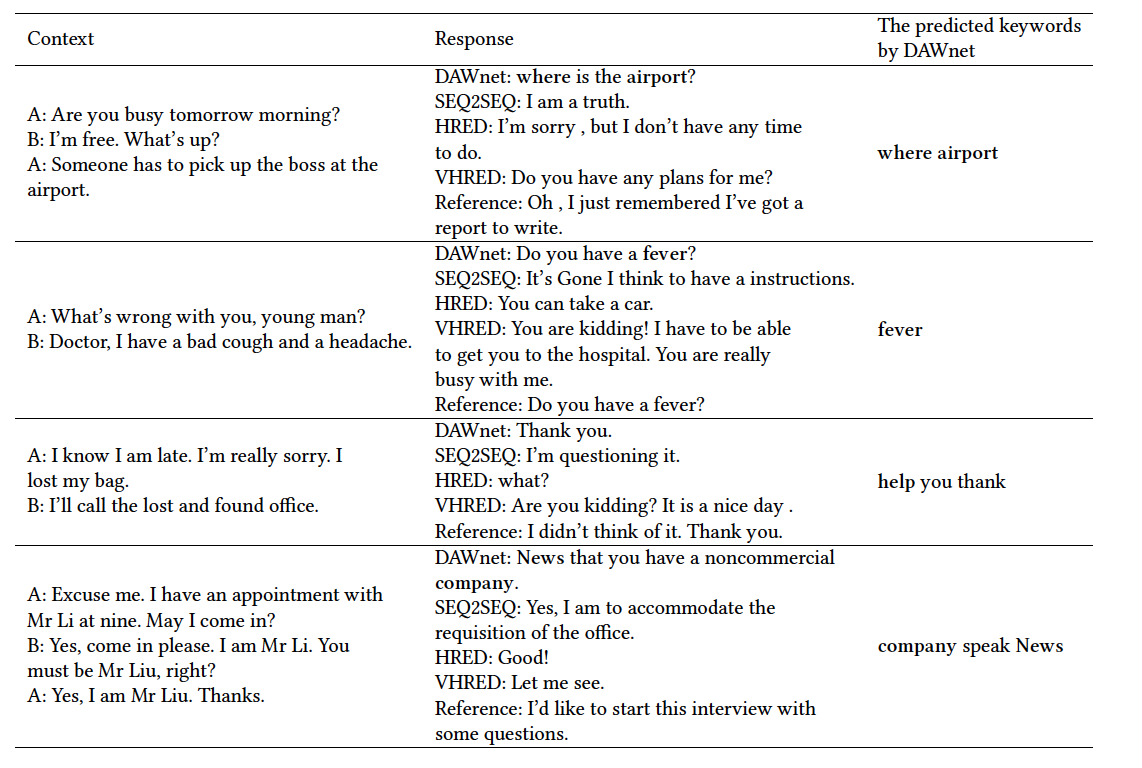 Context
Response
The predicted keywords
by DAWnet
A: Are you busy tomorrow morning?
B: I'm free. What's up?
A: Someone has to pick up the boss at the
airport.
DAWnet: where is the airport?
SEQ2SEQ: I am a truth.
HRED: I'm sorry , but I don't have any time
to do.
VHRED: Do you have any plans for me?
Reference: Oh , I just remembered I've got a
report to write.
where airport
A: What's wrong with you, young man?
B: Doctor, I have a bad cough and a headache.
DAWnet: Do you have a fever?
SEQ2SEQ: It's Gone I think to have a instructions.
HRED: You can take a car.
VHRED: You are kidding! I have to be able
to get you to the hospital. You are really
busy with me.
Reference: Do you have a fever?
fever
A: I know I am late. I'm really sorry. I
lost my bag.
B: I'll call the lost and found office.
DAWnet: Thank you.
SEQ2SEQ: I'm questioning it.
HRED: what?
VHRED: Are you kidding? It is a nice day .
Reference: I didn't think of it. Thank you.
help you thank
A: Excuse me. I have an appointment with
Mr Li at nine. May I come in?
B: Yes, come in please. I am Mr Li. You
must be Mr Liu, right?
A: Yes, I am Mr Liu. Thanks.
DAWnet: News that you have a noncommercial
company.
SEQ2SEQ: Yes, I am to accommodate the
requisition of the office.
HRED: Good!
VHRED: Let me see.
Reference: I'd like to start this interview with
some questions.
company speak News